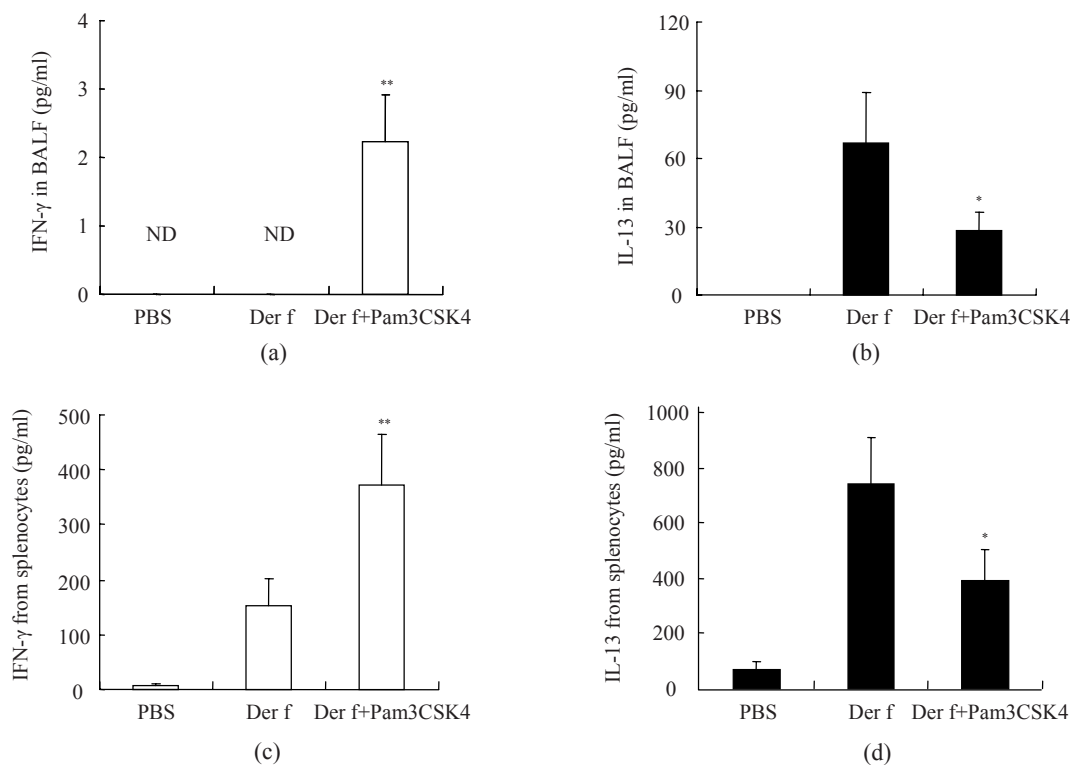 4
3
2
1
0
IFN-γ in BALF (pg/ml)
ND
ND
**
PBS
Der f
Der f+Pam3CSK4
(a)
120
90
60
30
0
IL-13 in BALF (pg/ml)
*
PBS
Der f
Der f+Pam3CSK4
(b)
500
400
300
200
100
0
IFN-γ from splenocytes (pg/ml)
**
PBS
Der f
Der f+Pam3CSK4
(c)
1000
800
600
400
200
0
IL-13 from splenocytes (pg/ml)
*
PBS
Der f
Der f+Pam3CSK4
(d)